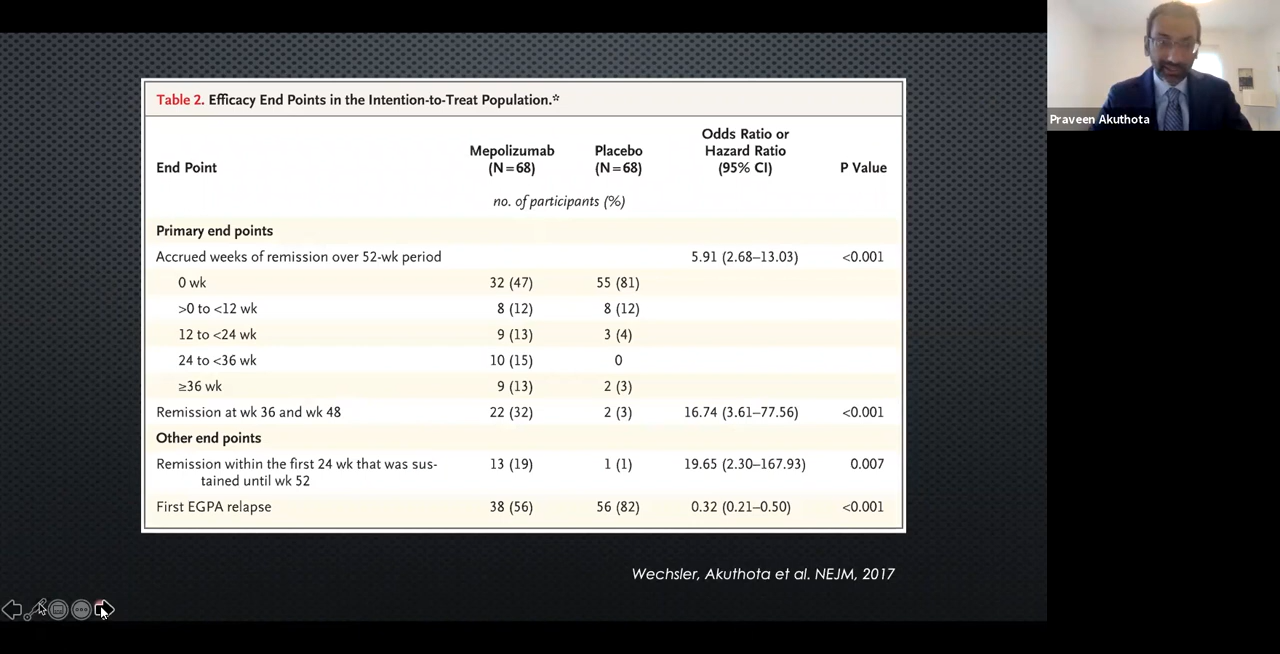 Table 2. Efficacy End Points in the Intention-to-Treat Population.*
End Point
Mepolizumab (N=68)
Placebo (N=68)
Odds Ratio or Hazard Ratio (95% CI)
P Value
no. of participants (%)
Primary end points
Accrued weeks of remission over 52-wk period 5.91 (2.68–13.03) <0.001
0 wk 32 (47) 55 (81)
>0 to <12 wk 8 (12) 8 (12)
12 to <24 wk 9 (13) 3 (4)
24 to <36 wk 10 (15) 0
≥36 wk 9 (13) 2 (3)
Remission at wk 36 and wk 48 22 (32) 2 (3) 16.74 (3.61–77.56) <0.001
Other end points
Remission within the first 24 wk that was sus- 13 (19) 1 (1) 19.65 (2.30–167.93) 0.007
tained until wk 52
First EGPA relapse 38 (56) 56 (82) 0.32 (0.21–0.50) <0.001
Wechsler, Akuthota et al. NEJM, 2017
Praveen Akuthota